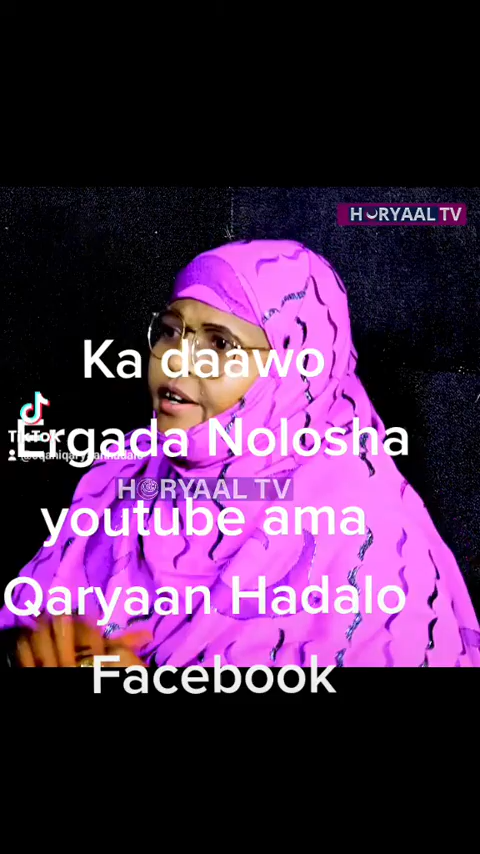 HORYAAL TV
Ka daawo
Ergada Nolosha
TikTok
HORYAAL TV
youtube ama
Qaryaan Hadalo
Facebook